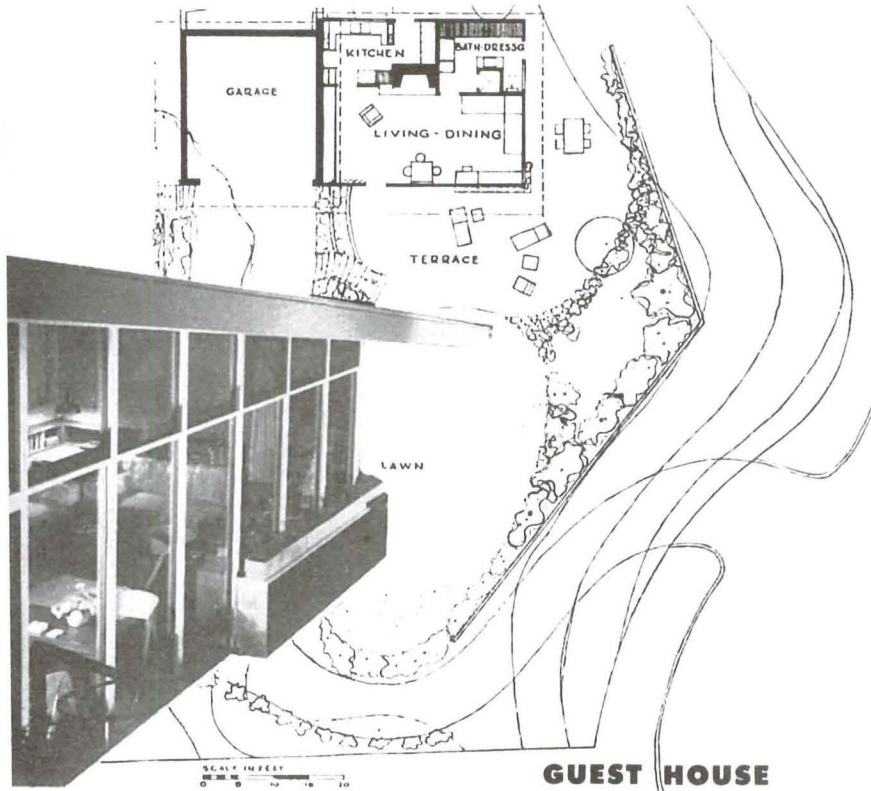 KITCHEN
BATH-DRESSG
GARAGE
LIVING - DINING
TERRACE
LAWN
SCALE IN FEET
GUEST HOUSE